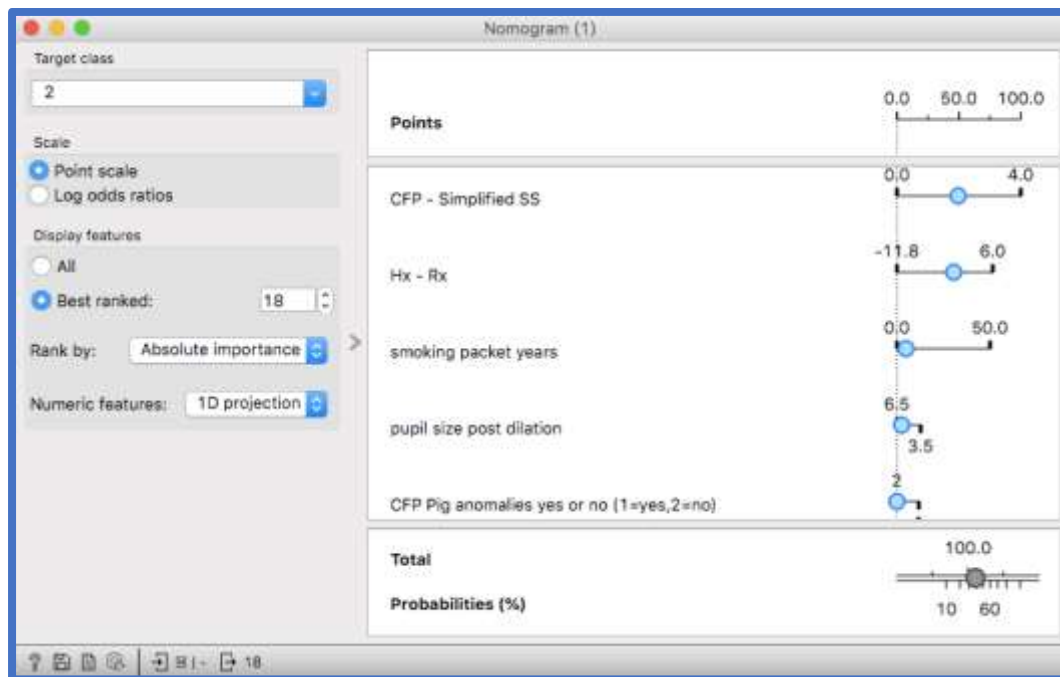 Nomogram (1)
Target class
2
Scale
Point scale
Log odds ratios
Display features
All
Best ranked: 18
Rank by: Absolute importance
Numeric features: 1D projection
Points
0.0 50.0 100.0
CFP - Simplified SS
0.0 4.0
Hx - Rx
-11.8 6.0
smoking packet years
0.0 50.0
pupil size post dilation
6.5
3.5
CFP Pig anomalies yes or no (1=yes,2=no)
2
Total
100.0
Probabilities (%)
10 60
? 18